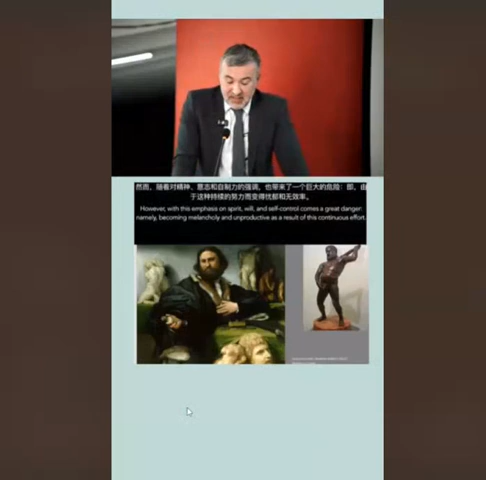 然而，随着对精神、意志和自制力的强调，也带来了一个巨大的危险：即，由
于这种持续的努力而变得忧郁和无效率。
However, with this emphasis on spirit, will, and self-control comes a great danger:
namely, becoming melancholy and unproductive as a result of this continuous effort.